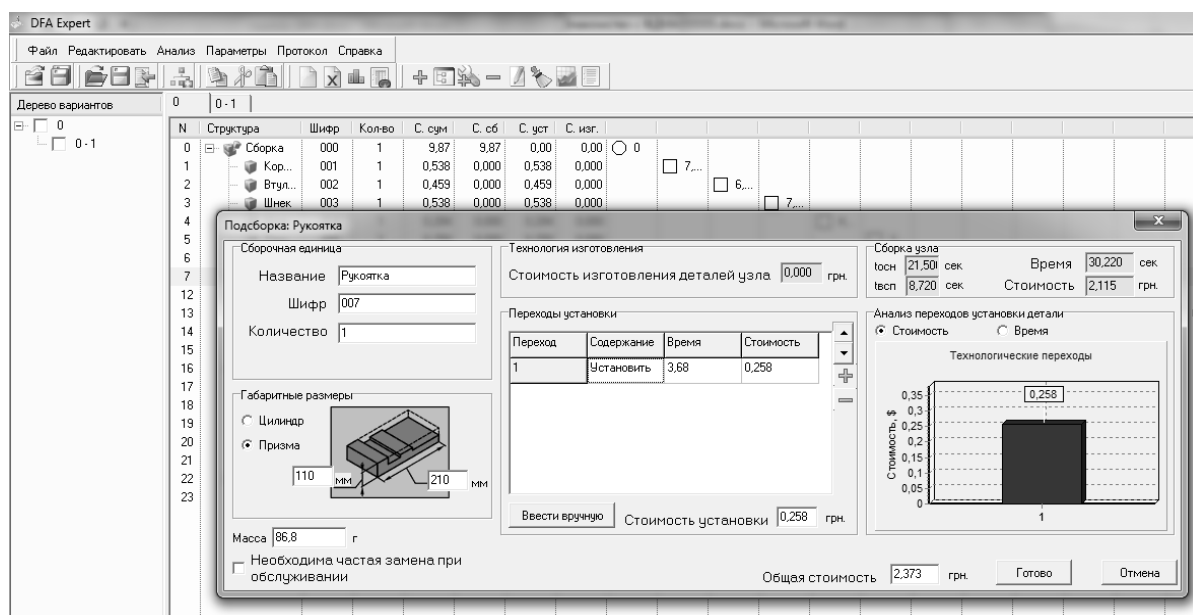 DFA Expert
Файл Редактировать Анализ Параметры Протокол Справка
Дерево вариантов
0
0 - 1
0 0 - 1
N Структура Шифр Кол-во С. сум С. сб С. уст С. изг.
0 Сборка 000 1 9,87 9,87 0,00 0,00 0
1 Кор... 001 1 0,538 0,000 0,538 0,000 7,...
2 Втул... 002 1 0,459 0,000 0,459 0,000 6,...
3 Шнек 003 1 0,538 0,000 0,538 0,000 7,...
4
5
6
7
12
13
14
15
16
17
18
19
20
21
22
23
Подсборка: Рукоятка
Сборочная единица
Название Рукоятка
Шифр 007
Количество 1
Габаритные размеры
Цилиндр
Призма
110 мм 210 мм
Масса 86,8 г
Необходима частая замена при
обслуживании
Технология изготовления
Стоимость изготовления деталей узла 0,000 грн.
Переходы установки
Переход Содержание Время Стоимость
1 Установить 3,68 0,258
Ввести вручную Стоимость установки 0,258 грн.
Сборка узла
tосн 21,50 сек Время 30,220 сек
tвсп 8,720 сек Стоимость 2,115 грн.
Анализ переходов установки детали
Стоимость Время
Технологические переходы
Стоимость, $
0,35
0,3
0,25
0,2
0,15
0,1
0,05
0
0,258
1
Общая стоимость 2,373 грн. Готово Отмена